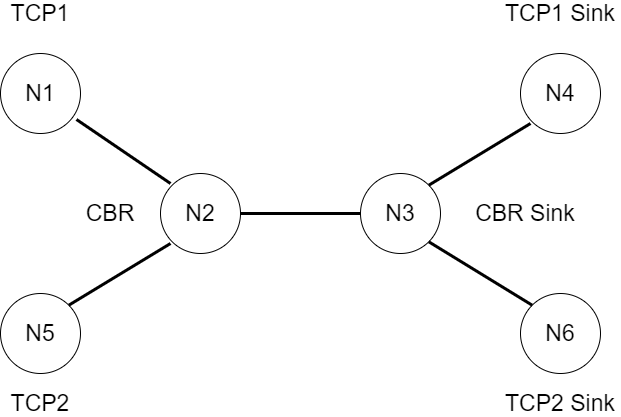 TCP1
TCP1 Sink
N1
N4
CBR
N2
N3
CBR Sink
N5
N6
TCP2
TCP2 Sink